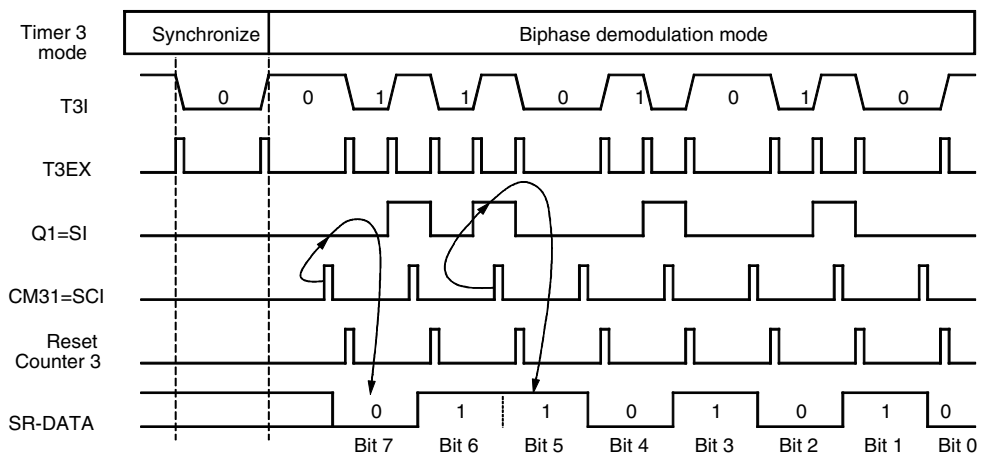 Timer 3 mode
Synchronize
Biphase demodulation mode
T3I
0 0 1 1 0 1 0 1 0
T3EX
Q1=SI
CM31=SCI
Reset
Counter 3
SR-DATA
0 1 1 0 1 0 1 0
Bit 7 Bit 6 Bit 5 Bit 4 Bit 3 Bit 2 Bit 1 Bit 0